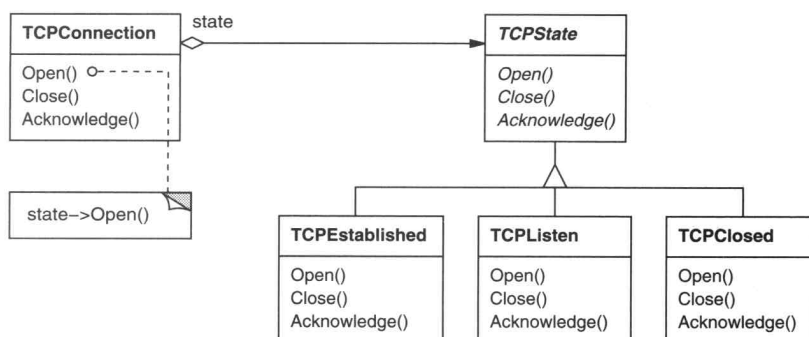 state
TCPConnection
Open()
Close()
Acknowledge()
state->Open()
TCPState
Open()
Close()
Acknowledge()
TCPEstablished
Open()
Close()
Acknowledge()
TCPListen
Open()
Close()
Acknowledge()
TCPClosed
Open()
Close()
Acknowledge()